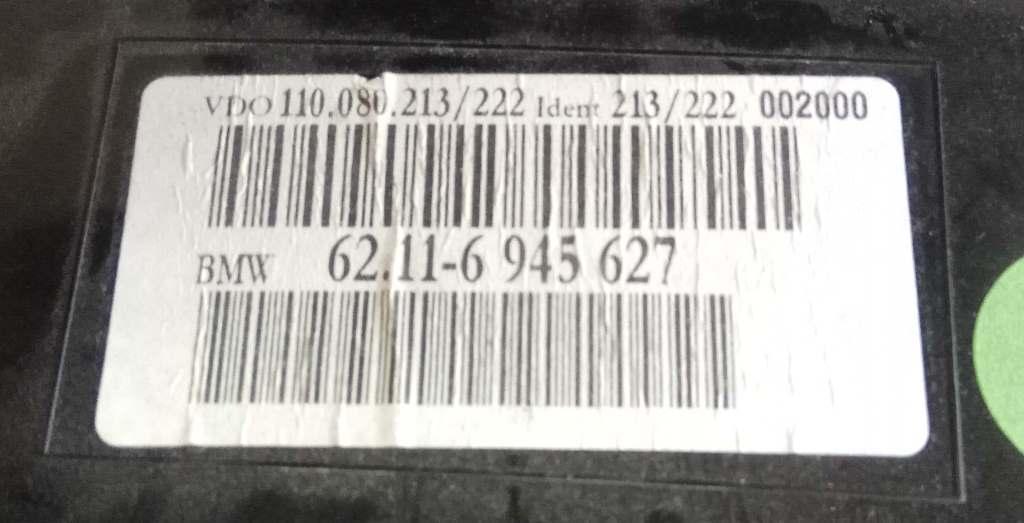 VDO 110.080.213/222 Ident 213/222 002000
BMW 62.11-6 945 627